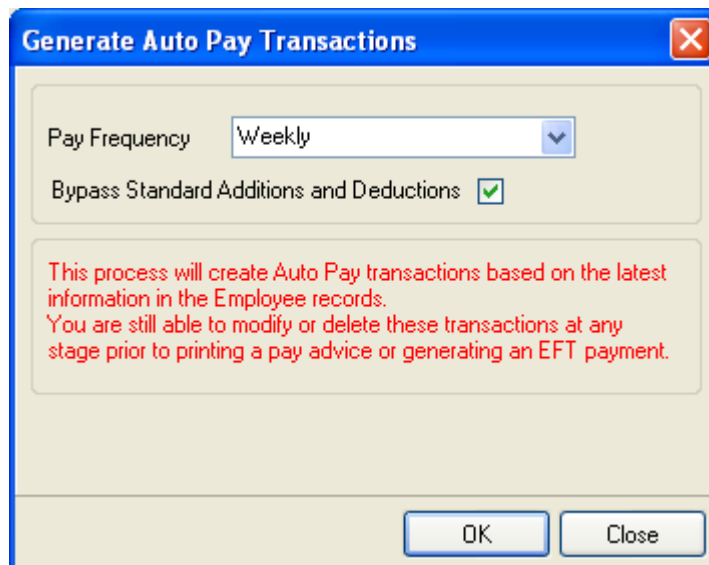 Generate Auto Pay Transactions
Pay Frequency Weekly
Bypass Standard Additions and Deductions
This process will create Auto Pay transactions based on the latest
information in the Employee records.
You are still able to modify or delete these transactions at any
stage prior to printing a pay advice or generating an EFT payment.
OK Close